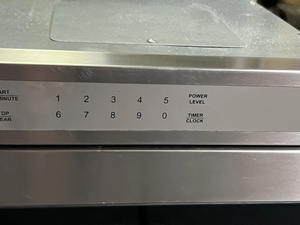 ART 1 2 3 4 5 POWER
MINUTE LEVEL
OP 6 7 8 9 0 TIMER
EAR CLOCK